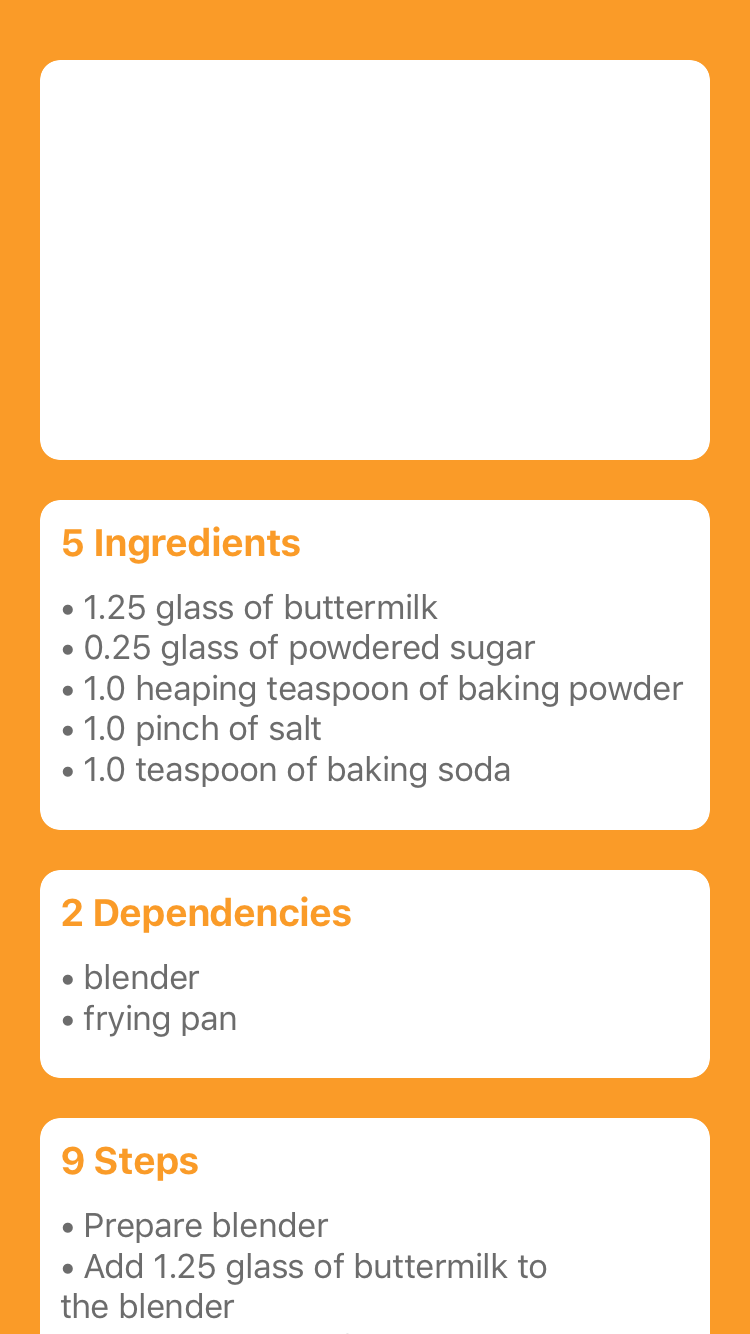 5 Ingredients
• 1.25 glass of buttermilk
• 0.25 glass of powdered sugar
• 1.0 heaping teaspoon of baking powder
• 1.0 pinch of salt
• 1.0 teaspoon of baking soda
2 Dependencies
• blender
• frying pan
9 Steps
• Prepare blender
• Add 1.25 glass of buttermilk to
the blender